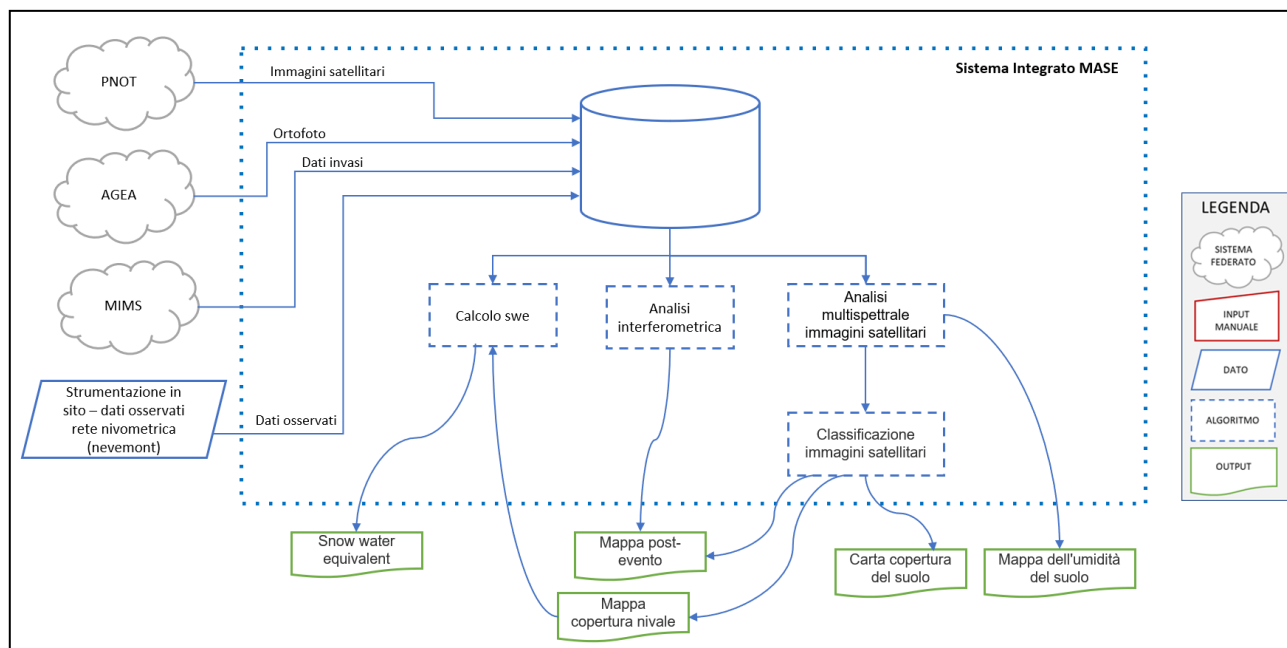 PNOT
Immagini satellitari
Sistema Integrato MASE
Ortofoto
Dati invasi
AGEA
MIMS
Strumentazione in
sito – dati osservati
rete nivometrica
(nevemont)
Dati osservati
Calcolo swe
Analisi
interferometrica
Analisi
multispettrale
immagini satellitari
Classificazione
immagini satellitari
Snow water
equivalent
Mappa post-
evento
Mappa
copertura nivale
Carta copertura
del suolo
Mappa dell'umidità
del suolo
LEGENDA
SISTEMA
FEDERATO
INPUT
MANUALE
DATO
ALGORITMO
OUTPUT